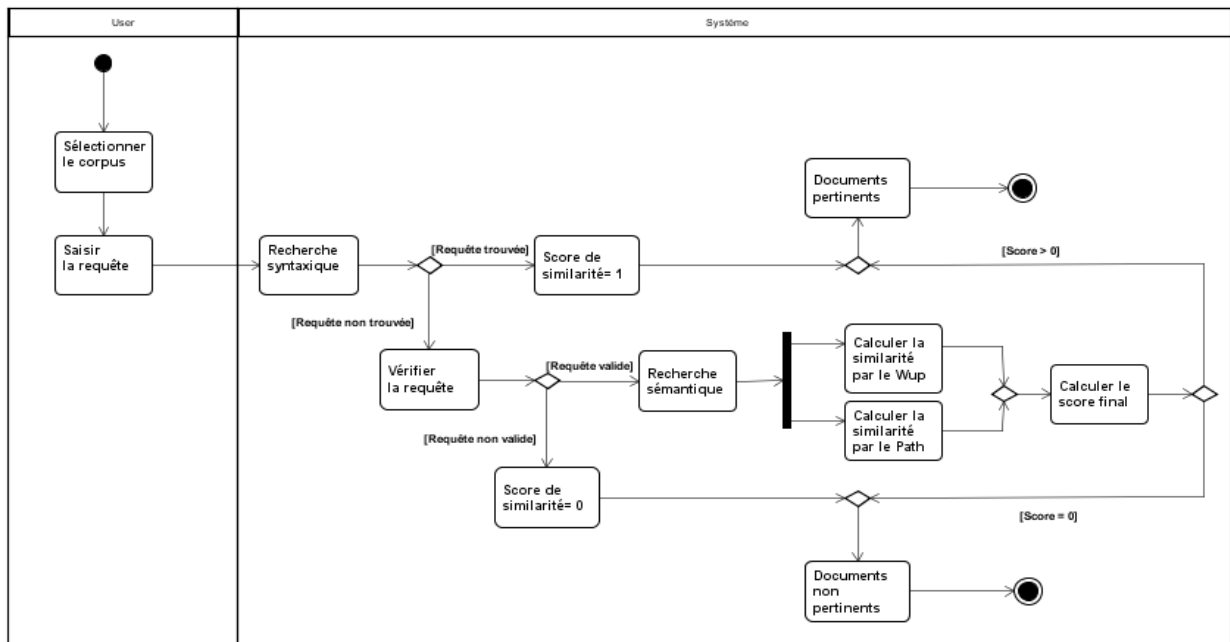 User
Système
Sélectionner
le corpus
Saisir
la requête
Recherche
syntaxique
[Requête trouvée]
Score de
similarité= 1
Documents
pertinents
[Score > 0]
[Requête non trouvée]
Vérifier
la requête
[Requête valide]
Recherche
sémantique
Calculer la
similarité
par le Wup
Calculer la
similarité
par le Path
Calculer le
score final
[Requête non valide]
Score de
similarité= 0
[Score = 0]
Documents
non
pertinents